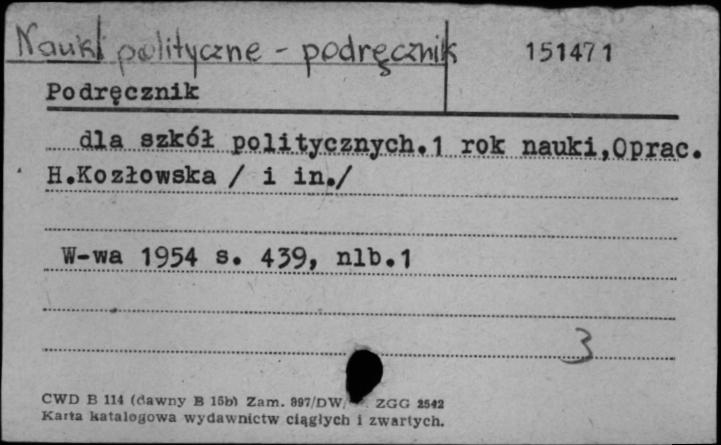 Nauki polityczne - podręcznik 151471
Podręcznik
dla szkół politycznych.1 rok nauki,Oprac.
H.Kozłowska / i in./
W-wa 1954 s. 439, nlb.1
3
CWD B 114 (dawny B 15b) Zam. 897/DW/ ZGG 2542
Karta katalogowa wydawnictw ciągłych i zwartych.